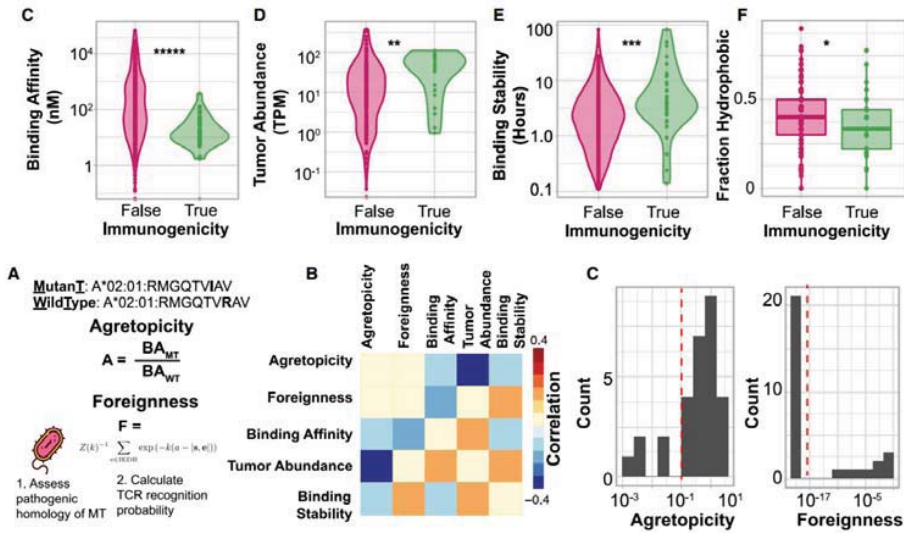 C
D
E
F
Binding Affinity
(nM)
10⁴
10²
1
*****
False True
Immunogenicity
Tumor Abundance
(TPM)
10²
10¹
10⁰
10⁻¹
**
False True
Immunogenicity
Binding Stability
(Hours)
100
10
1.0
0.1
***
False True
Immunogenicity
Fraction Hydrophobic
0.5
0
*
False True
Immunogenicity
A
MutanT: A*02:01:RMGQTVIAV
WildType: A*02:01:RMGQTVRAV
Agretopicity
A = BA_MT
BA_WT
Foreignness
F =
Z(k)⁻¹ ∑ exp (−k(a − |s, e|))
1. Assess
pathogenic
homology of MT
2. Calculate
TCR recognition
probability
B
Agretopicity
Foreignness
Binding
Affinity
Tumor
Abundance
Binding
Stability
Agretopicity
Foreignness
Binding Affinity
Tumor Abundance
Binding
Stability
0.4
Correlation
−0.4
C
Count
5
0
10⁻³ 10⁻¹ 10¹
Agretopicity
Count
20
10
0
10⁻¹⁷ 10⁻⁵
Foreignness